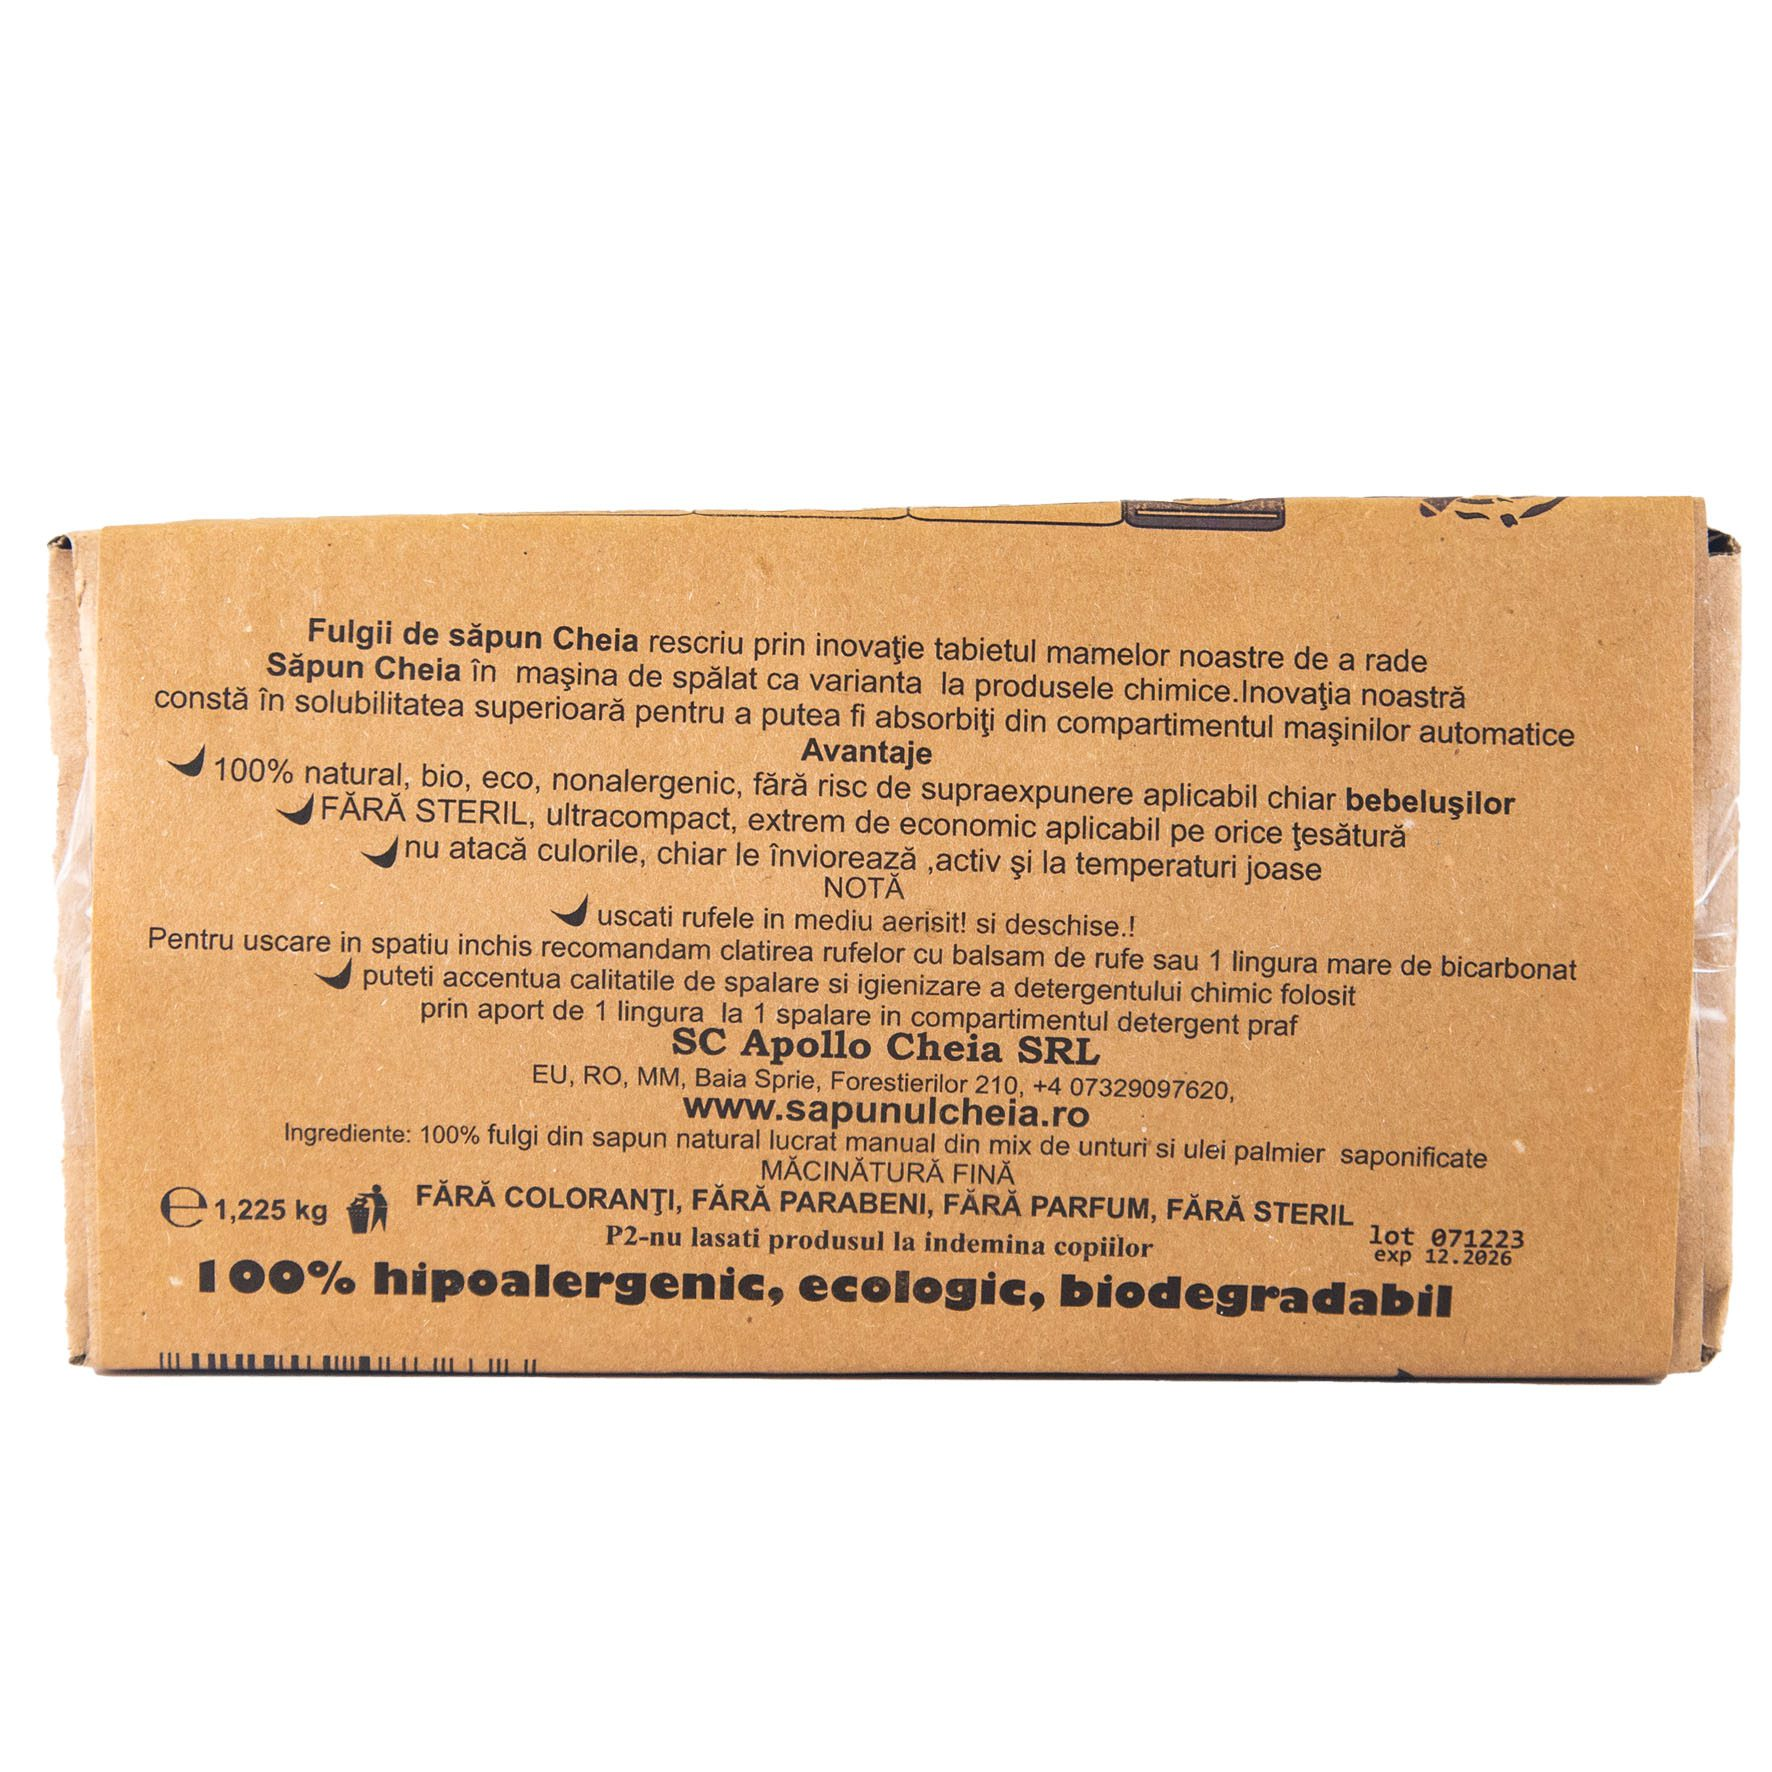 Fulgii de săpun Cheia rescriu prin inovaţie tabietul mamelor noastre de a rade
Săpun Cheia în maşina de spălat ca varianta la produsele chimice.Inovaţia noastră
constă în solubilitatea superioară pentru a putea fi absorbiţi din compartimentul maşinilor automatice
Avantaje
100% natural, bio, eco, nonalergenic, fără risc de supraexpunere aplicabil chiar bebeluşilor
FĂRĂ STERIL, ultracompact, extrem de economic aplicabil pe orice ţesătură
nu atacă culorile, chiar le înviorează ,activ şi la temperaturi joase
NOTĂ
uscati rufele in mediu aerisit! si deschise.!
Pentru uscare in spatiu inchis recomandam clatirea rufelor cu balsam de rufe sau 1 lingura mare de bicarbonat
puteti accentua calitatile de spalare si igienizare a detergentului chimic folosit
prin aport de 1 lingura la 1 spalare in compartimentul detergent praf
SC Apollo Cheia SRL
EU, RO, MM, Baia Sprie, Forestierilor 210, +4 07329097620,
www.sapunulcheia.ro
Ingrediente: 100% fulgi din sapun natural lucrat manual din mix de unturi si ulei palmier saponificate
MĂCINĂTURĂ FINĂ
℮ 1,225 kg FĂRĂ COLORANŢI, FĂRĂ PARABENI, FĂRĂ PARFUM, FĂRĂ STERIL
P2-nu lasati produsul la indemina copiilor
lot 071223
exp 12.2026
100% hipoalergenic, ecologic, biodegradabil